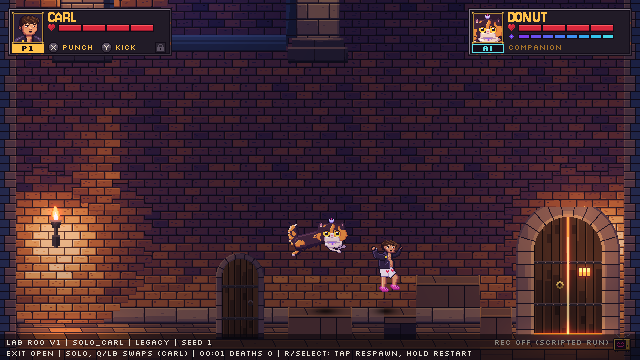 CARL
P1
X PUNCH Y KICK
DONUT
AI
COMPANION
LAB ROO V1 | SOLO_CARL | LEGACY | SEED 1
REC OFF (SCRIPTED RUN)
EXIT OPEN | SOLO, Q/LB SWAPS (CARL) | 00:01 DEATHS 0 | R/SELECT: TAP RESPAWN, HOLD RESTART